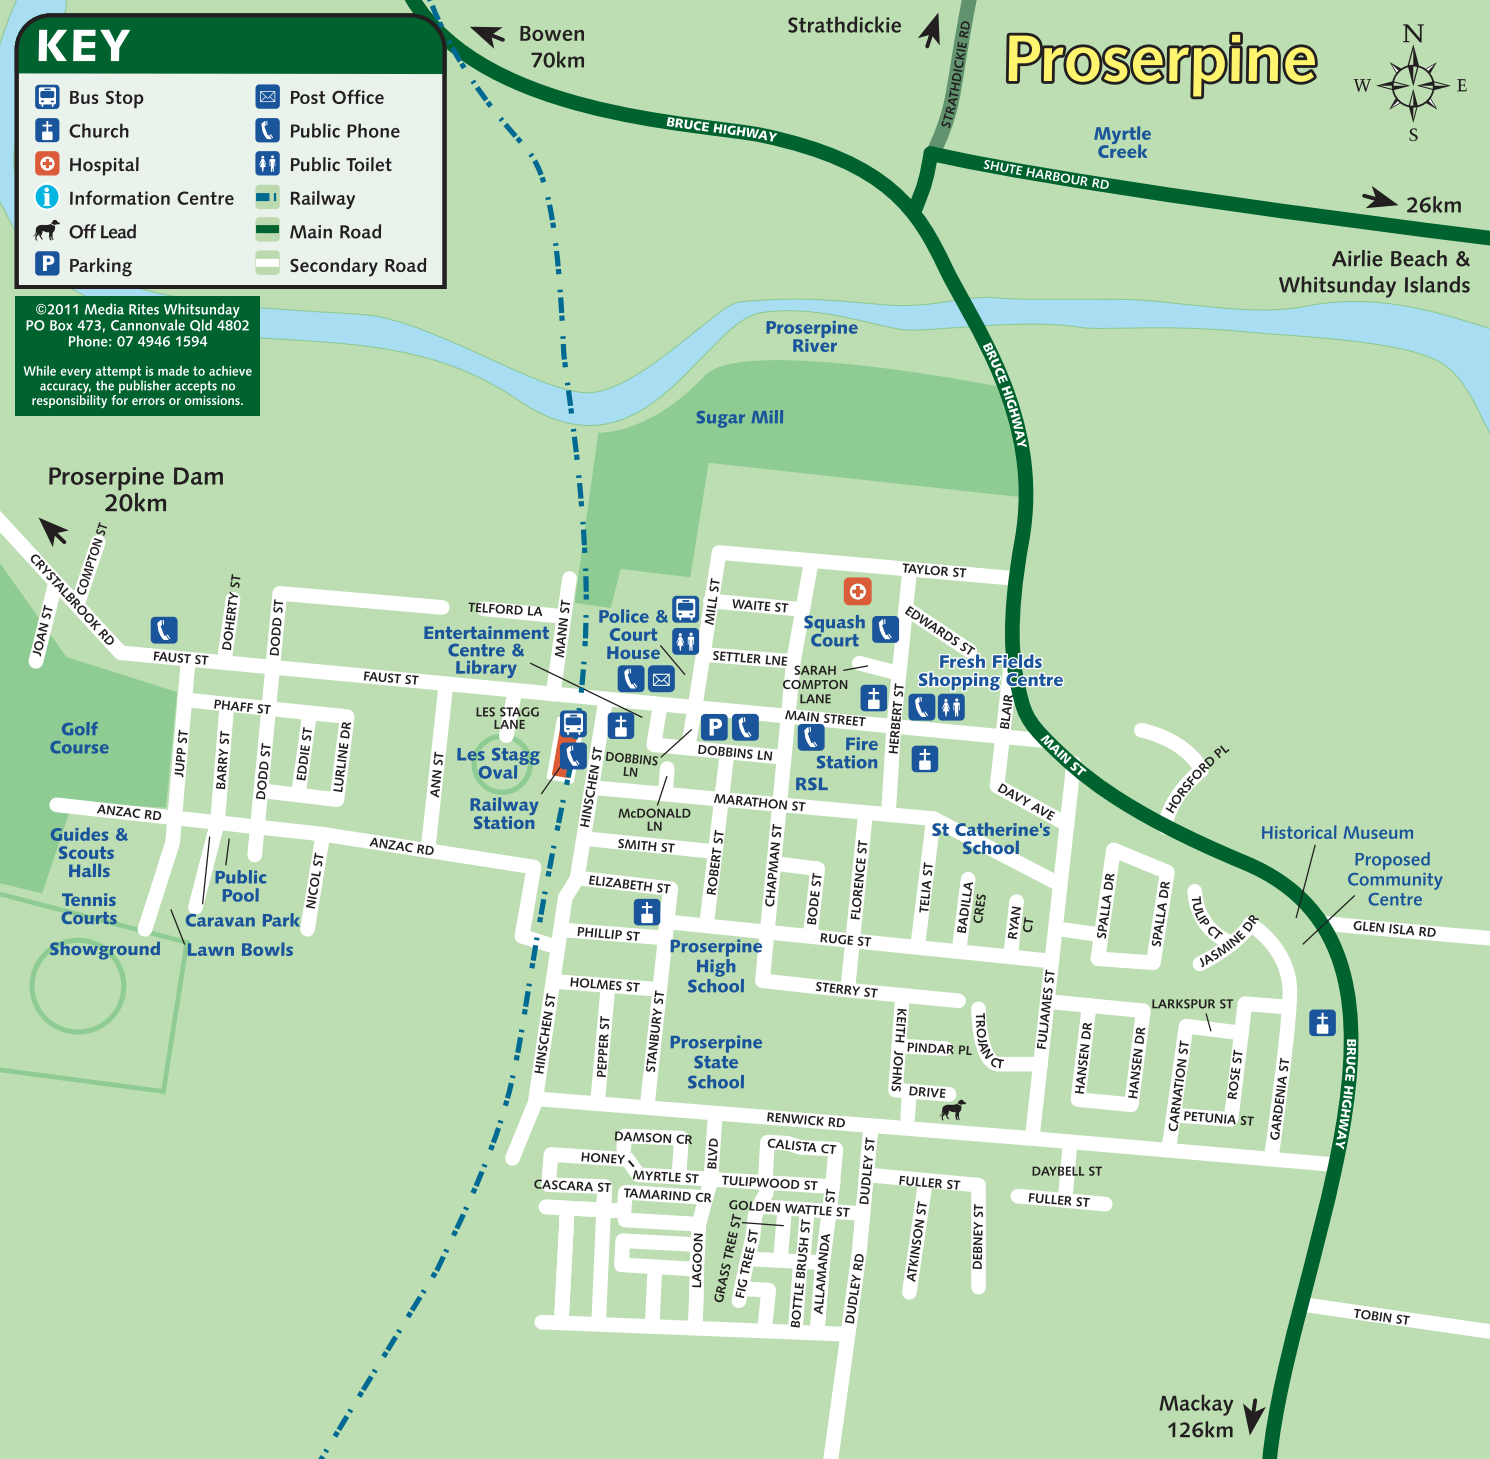 KEY
Bus Stop
Church
Hospital
Information Centre
Off Lead
P Parking
Post Office
Public Phone
Public Toilet
Railway
Main Road
Secondary Road
©2011 Media Rites Whitsunday
PO Box 473, Cannonvale Qld 4802
Phone: 07 4946 1594
While every attempt is made to achieve
accuracy, the publisher accepts no
responsibility for errors or omissions.
Bowen
70km
Strathdickie
STRATHDICKIE RD
Proserpine
N
W
E
S
BRUCE HIGHWAY
Myrtle
Creek
SHUTE HARBOUR RD
26km
Airlie Beach &
Whitsunday Islands
Proserpine
River
BRUCE HIGHWAY
Sugar Mill
Proserpine Dam
20km
CRYSTALBROOK RD
COMPTON ST
JOAN ST
DOHERTY ST
DODD ST
FAUST ST
FAUST ST
TELFORD LA
MANN ST
Entertainment
Centre &
Library
Police &
Court
House
MILL ST
TAYLOR ST
WAITE ST
SETTLER LNE
Squash
Court
EDWARDS ST
SARAH
COMPTON
LANE
Fresh Fields
Shopping Centre
HERBERT ST
BLAIR
MAIN STREET
MAIN ST
Golf
Course
PHAFF ST
JUPP ST
BARRY ST
DODD ST
EDDIE ST
LURLINE DR
ANN ST
LES STAGG
LANE
Les Stagg
Oval
Railway
Station
HINSCHEN ST
DOBBINS
LN
P
DOBBINS LN
Fire
Station
RSL
McDONALD
LN
MARATHON ST
DAVY AVE
HORSFORD PL
ANZAC RD
ANZAC RD
Guides &
Scouts
Halls
Tennis
Courts
Showground
Public
Pool
Caravan Park
Lawn Bowls
NICOL ST
SMITH ST
ELIZABETH ST
PHILLIP ST
ROBERT ST
CHAPMAN ST
BODE ST
FLORENCE ST
TELIA ST
St Catherine's
School
BADILLA
CRES
RYAN
CT
RUGE ST
Historical Museum
Proposed
Community
Centre
SPALLA DR
SPALLA DR
TULIP CT
JASMINE DR
GLEN ISLA RD
Proserpine
High
School
HOLMES ST
HINSCHEN ST
PEPPER ST
STANBURY ST
Proserpine
State
School
STERRY ST
KEITH JOHNS
DRIVE
PINDAR PL
TROJAN CT
FULJAMES ST
HANSEN DR
HANSEN DR
LARKSPUR ST
CARNATION ST
ROSE ST
PETUNIA ST
GARDENIA ST
BRUCE HIGHWAY
RENWICK RD
DAMSON CR
HONEY
MYRTLE ST
CASCARA ST
TAMARIND CR
BLVD
LAGOON
CALISTA CT
TULIPWOOD ST
GOLDEN WATTLE ST
GRASS TREE ST
FIG TREE ST
BOTTLE BRUSH ST
ALLAMANDA ST
DUDLEY ST
DUDLEY RD
FULLER ST
ATKINSON ST
DEBNEY ST
DAYBELL ST
FULLER ST
TOBIN ST
Mackay
126km